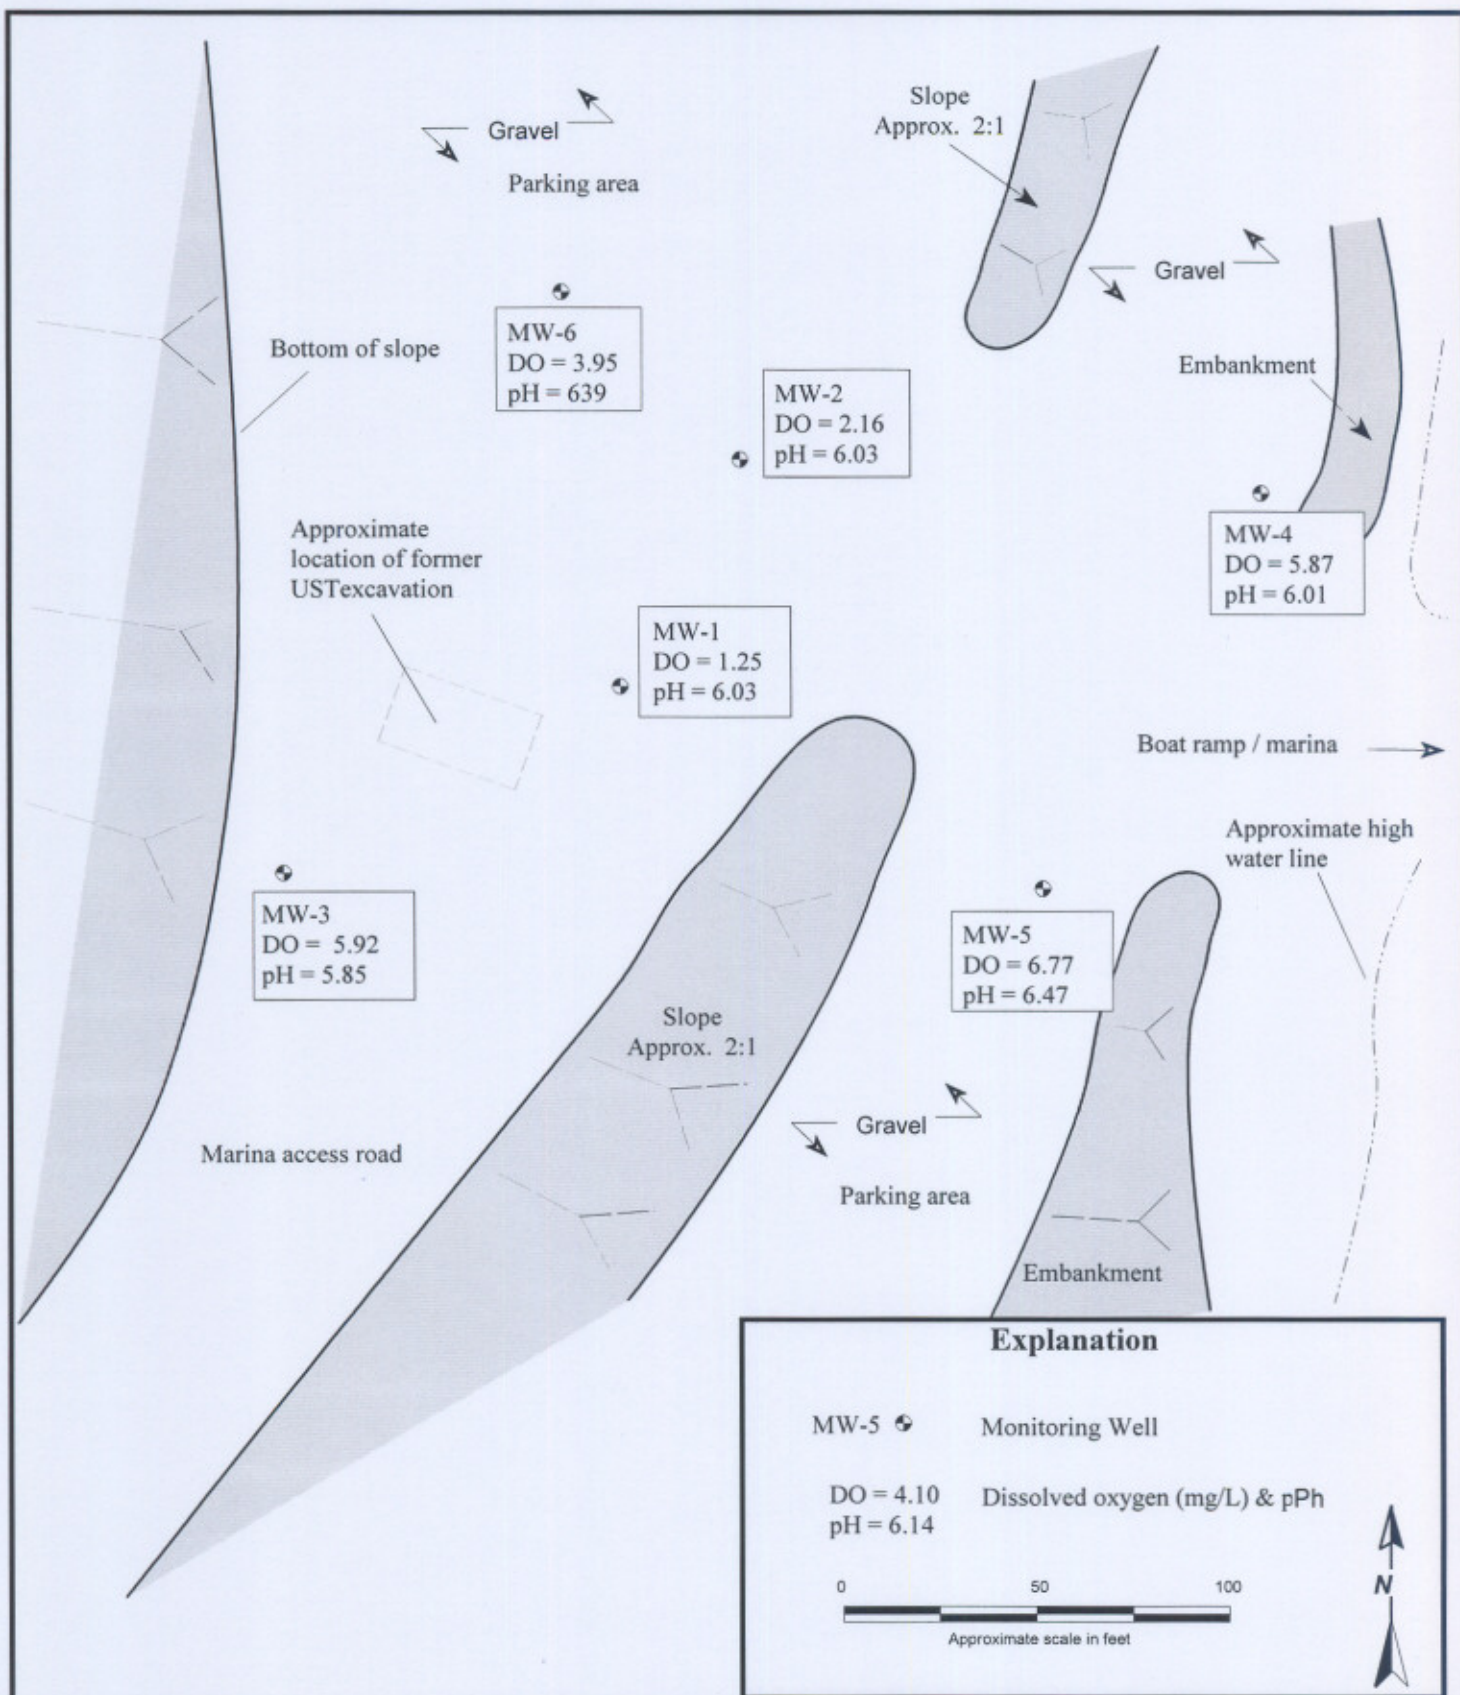 Slope
Approx. 2:1
Gravel
Parking area
Gravel
MW-6
DO = 3.95
pH = 639
Bottom of slope
Embankment
MW-2
DO = 2.16
pH = 6.03
Approximate
location of former
USTexcavation
MW-4
DO = 5.87
pH = 6.01
MW-1
DO = 1.25
pH = 6.03
Boat ramp / marina
Approximate high
water line
MW-3
DO = 5.92
pH = 5.85
MW-5
DO = 6.77
pH = 6.47
Slope
Approx. 2:1
Gravel
Marina access road
Parking area
Embankment
Explanation
MW-5 Monitoring Well
DO = 4.10 Dissolved oxygen (mg/L) & pPh
pH = 6.14
0 50 100
Approximate scale in feet
N